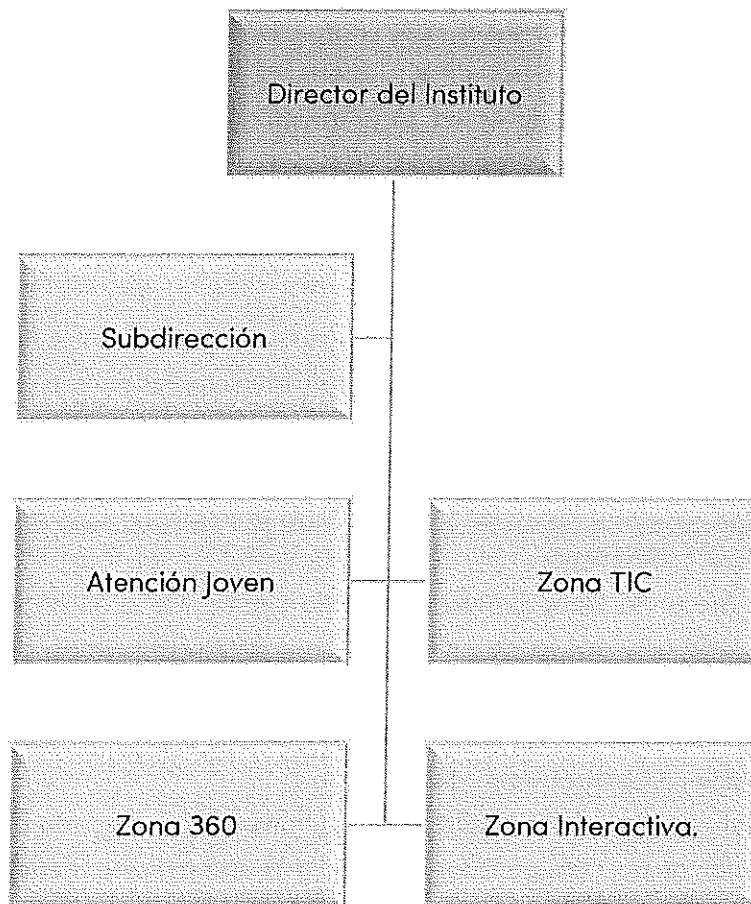 Director del Instituto
Subdirección
Atención Joven
Zona TIC
Zona 360
Zona Interactiva.